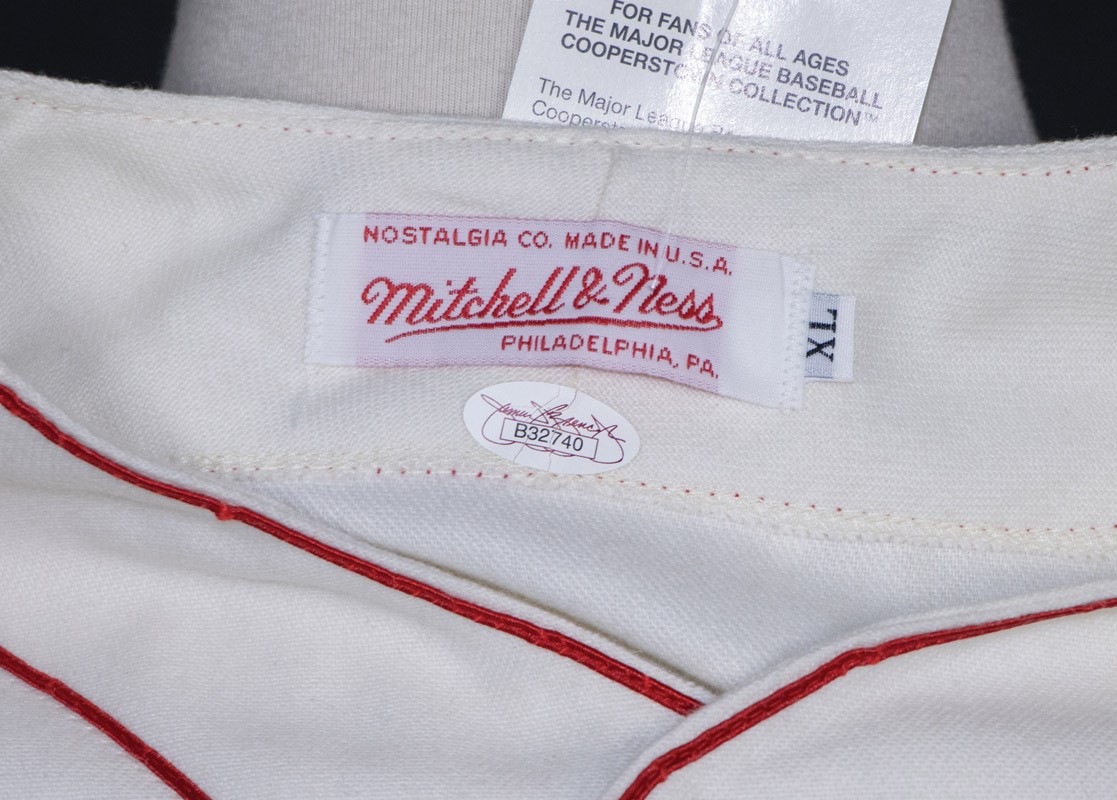 FOR FANS OF ALL AGES
THE MAJOR LEAGUE BASEBALL
COOPERSTOWN COLLECTION™
The Major League
NOSTALGIA CO. MADE IN U.S.A.
Mitchell & Ness
PHILADELPHIA, PA.
XL
B32740